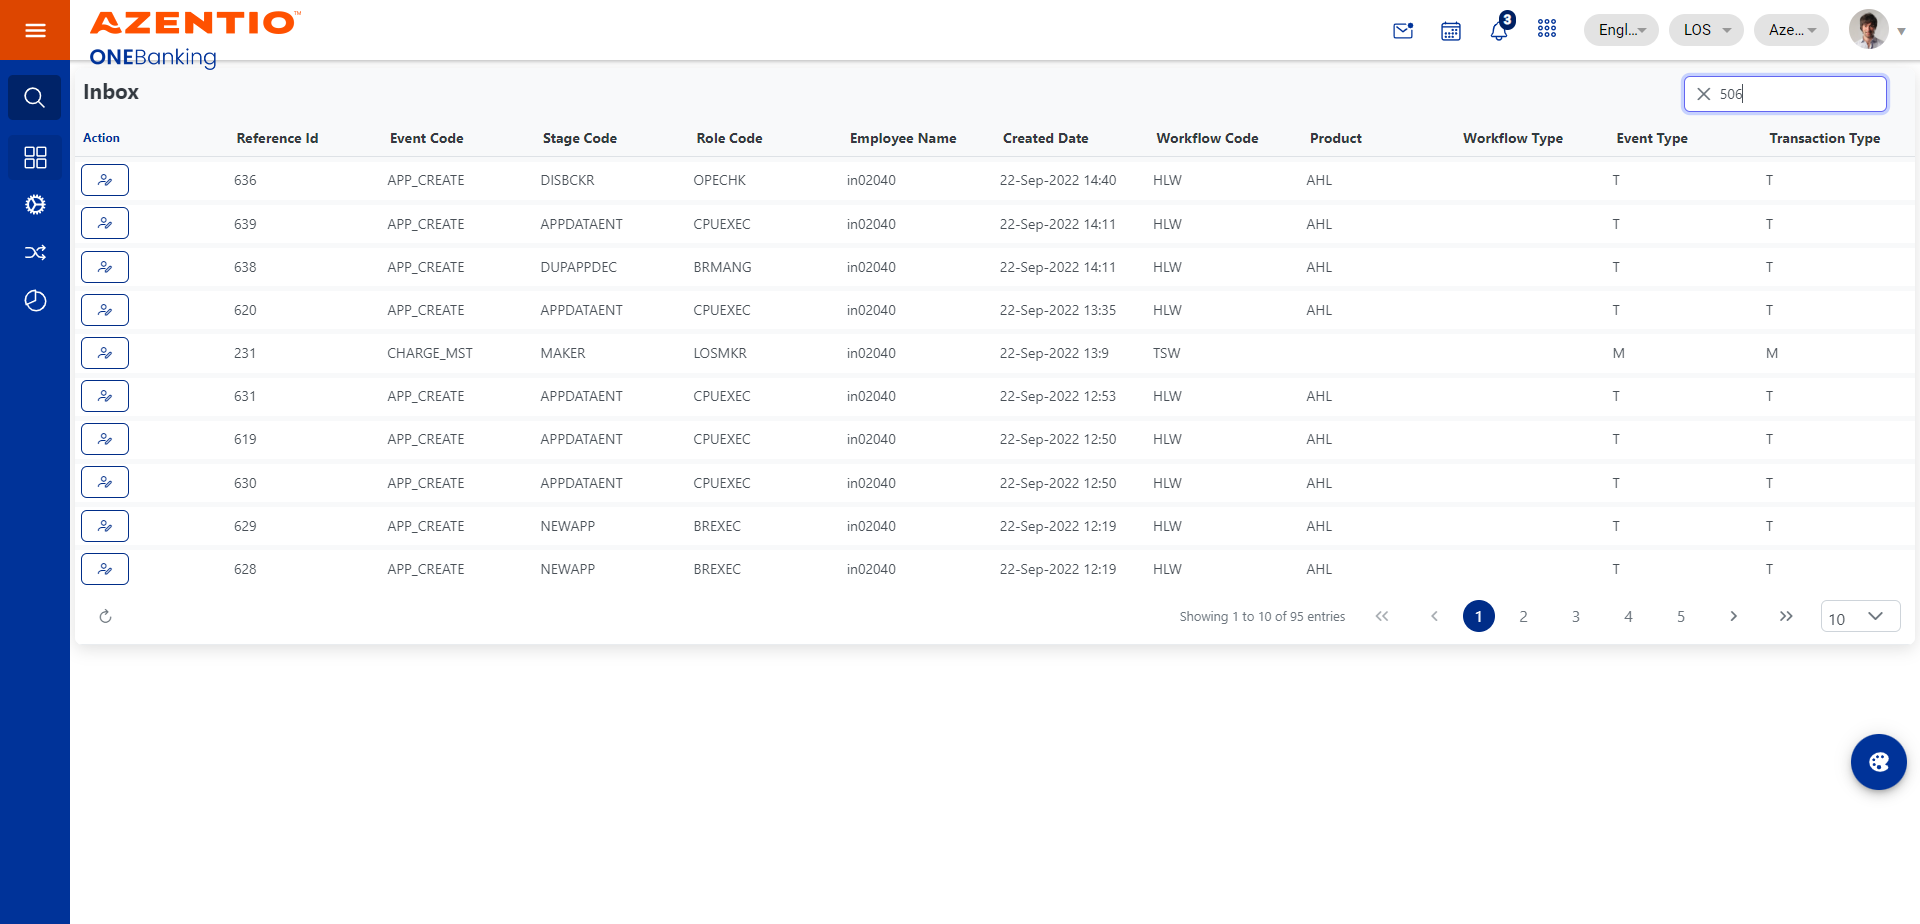 AZENTIO™
ONEBanking
3
Engl...
LOS
Aze...
Inbox
506
Action Reference Id Event Code Stage Code Role Code Employee Name Created Date Workflow Code Product Workflow Type Event Type Transaction Type
636 APP_CREATE DISBCKR OPECHK in02040 22-Sep-2022 14:40 HLW AHL T T
639 APP_CREATE APPDATAENT CPUEXEC in02040 22-Sep-2022 14:11 HLW AHL T T
638 APP_CREATE DUPAPPDEC BRMANG in02040 22-Sep-2022 14:11 HLW AHL T T
620 APP_CREATE APPDATAENT CPUEXEC in02040 22-Sep-2022 13:35 HLW AHL T T
231 CHARGE_MST MAKER LOSMKR in02040 22-Sep-2022 13:9 TSW M M
631 APP_CREATE APPDATAENT CPUEXEC in02040 22-Sep-2022 12:53 HLW AHL T T
619 APP_CREATE APPDATAENT CPUEXEC in02040 22-Sep-2022 12:50 HLW AHL T T
630 APP_CREATE APPDATAENT CPUEXEC in02040 22-Sep-2022 12:50 HLW AHL T T
629 APP_CREATE NEWAPP BREXEC in02040 22-Sep-2022 12:19 HLW AHL T T
628 APP_CREATE NEWAPP BREXEC in02040 22-Sep-2022 12:19 HLW AHL T T
Showing 1 to 10 of 95 entries 1 2 3 4 5 10